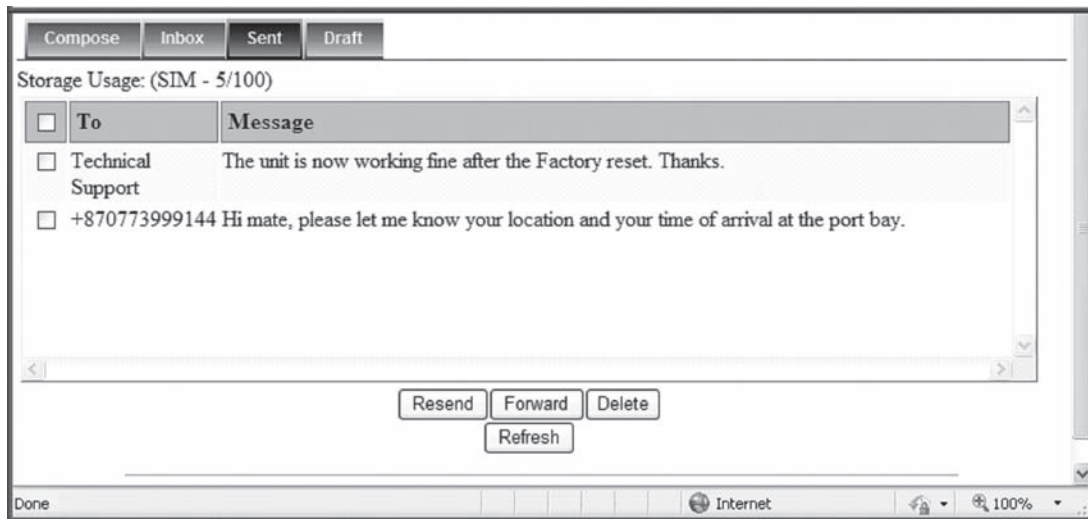 Compose Inbox Sent Draft
Storage Usage: (SIM - 5/100)
To Message
Technical Support The unit is now working fine after the Factory reset. Thanks.
+870773999144 Hi mate, please let me know your location and your time of arrival at the port bay.
Resend Forward Delete
Refresh
Done Internet 100%